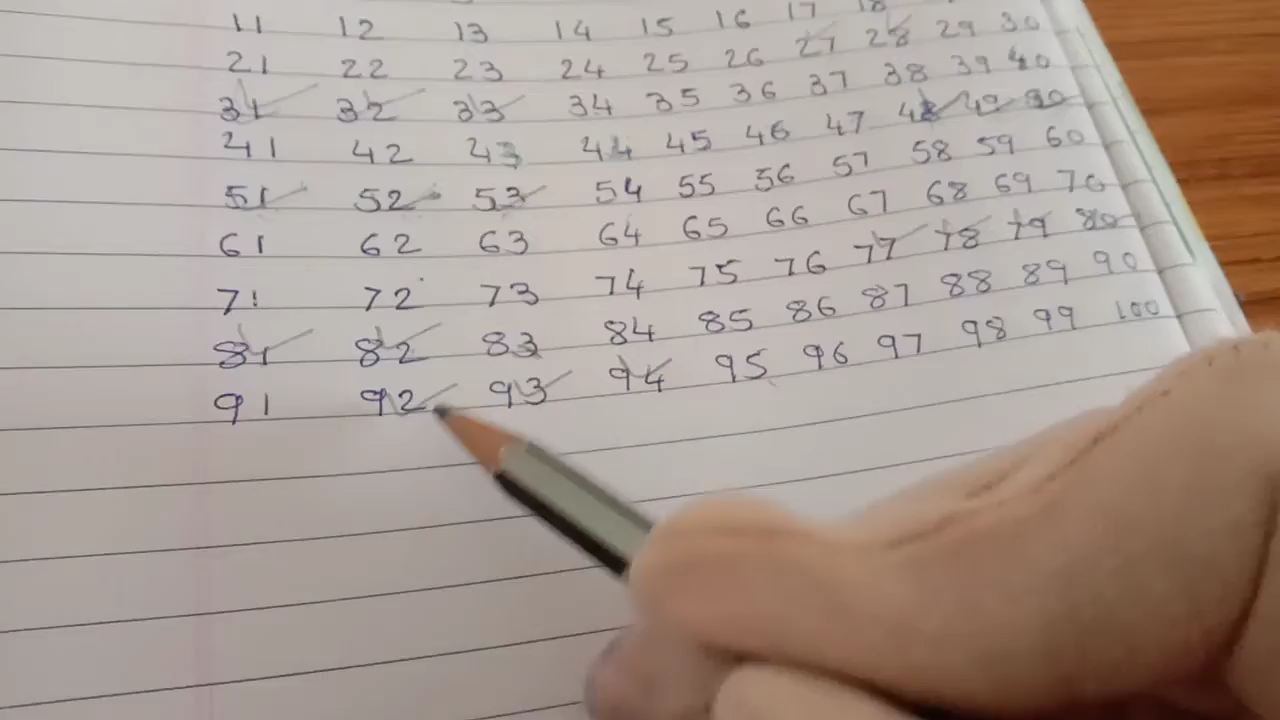 11 12 13 14 15 16 17 18
21 22 23 24 25 26 27 28 29 30
31 32 33 34 35 36 37 38 39 40
41 42 43 44 45 46 47 48 49 50
51 52 53 54 55 56 57 58 59 60
61 62 63 64 65 66 67 68 69 70
71 72 73 74 75 76 77 78 79 80
81 82 83 84 85 86 87 88 89 90
91 92 93 94 95 96 97 98 99 100